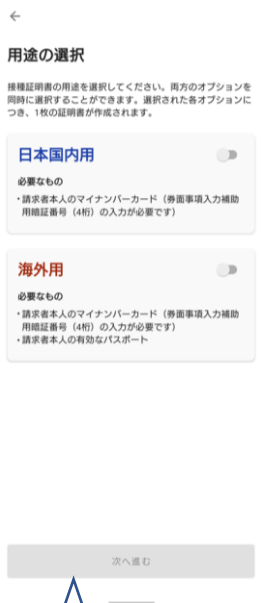 用途の選択
接種証明書の用途を選択してください。両方のオプションを
同時に選択することができます。選択された各オプションに
つき、1枚の証明書が作成されます。
日本国内用
必要なもの
・請求者本人のマイナンバーカード（券面事項入力補助
用暗証番号（4桁）の入力が必要です）
海外用
必要なもの
・請求者本人のマイナンバーカード（券面事項入力補助
用暗証番号（4桁）の入力が必要です）
・請求者本人の有効なパスポート
次へ進む